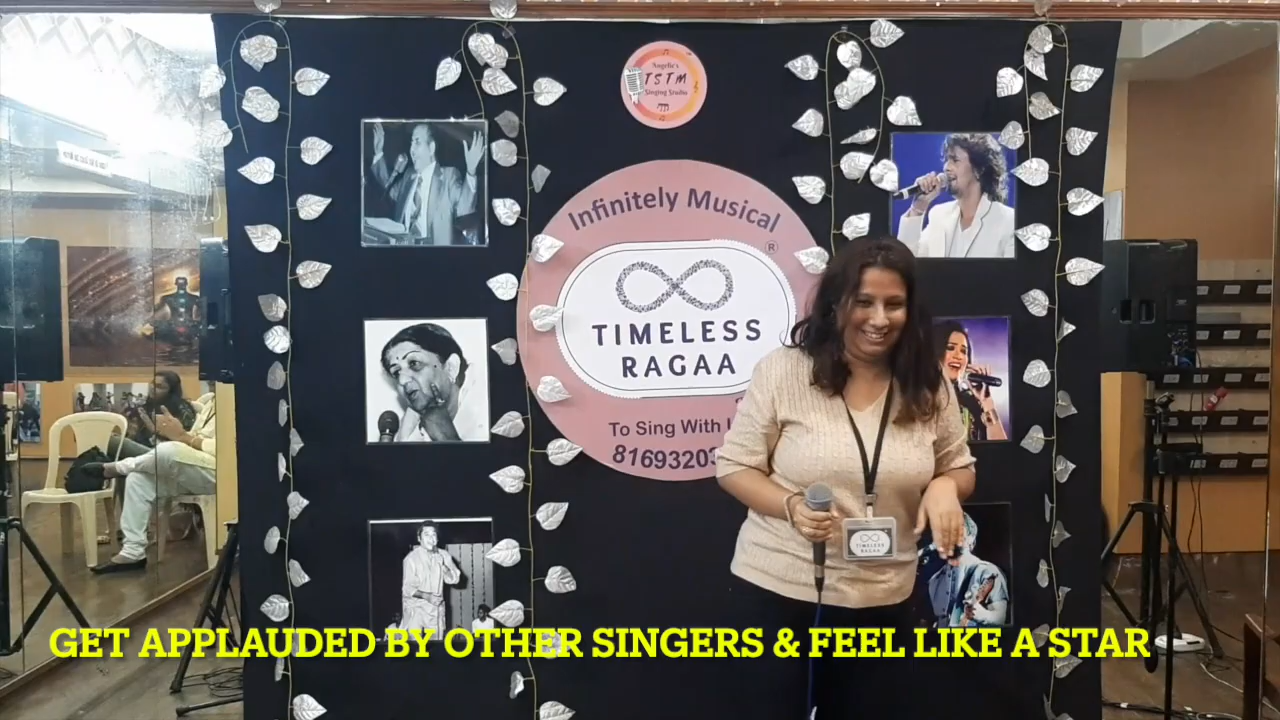 Angelic's
TSTM
Singing Studio
Infinitely Musical
®
TIMELESS
RAGAA
To Sing With
8169320
TIMELESS
RAGAA
GET APPLAUDED BY OTHER SINGERS & FEEL LIKE A STAR